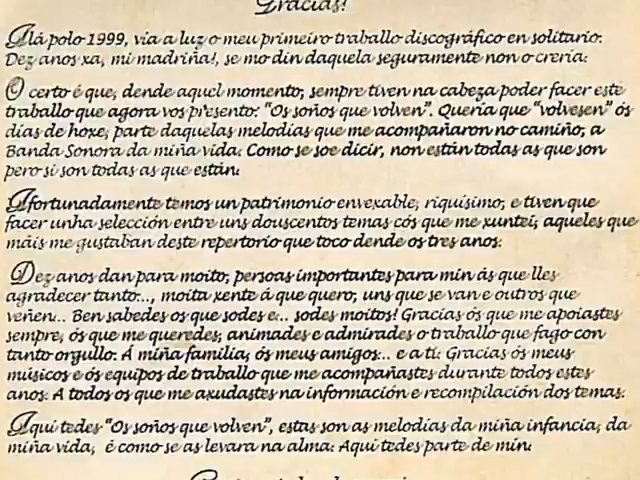 Gracias!
Alá polo 1999, vía a luz o meu primeiro traballo discográfico en solitario.
Dez anos xa, mi madriña!, se mo din daquela seguramente non o creria.
O certo é que, dende aquel momento, sempre tiven na cabeza poder facer este
traballo que agora vos presento: "Os soños que volven". Quería que "volvesen" ós
días de hoxe, parte daquelas melodías que me acompañaron no camiño, a
Banda Sonora da miña vida. Como se soe dicir, non están todas as que son
pero si son todas as que están.
Afortunadamente temos un patrimonio envexable, riquísimo, e tiven que
facer unha selección entre uns douscentos temas cós que me xuntei, aqueles que
máis me gustaban deste repertorio que toco dende os tres anos.
Dez anos dan para moito, persoas importantes para min ás que lles
agradecer tanto..., moita xente á que quero, uns que se van e outros que
veñen... Ben sabedes os que sodes e... sodes moitos! Gracias ós que me apoiastes
sempre, ós que me queredes, animades e admirades o traballo que fago con
tanto orgullo. Á miña familia, ós meus amigos... e a ti. Gracias ós meus
músicos e ós equipos de traballo que me acompañastes durante todos estes
anos. A todos os que me axudastes na información e recompilación dos temas.
Aquí tedes "Os soños que volven", estas son as melodías da miña infancia, da
miña vida, é como se as levara na alma. Aquí tedes parte de min.